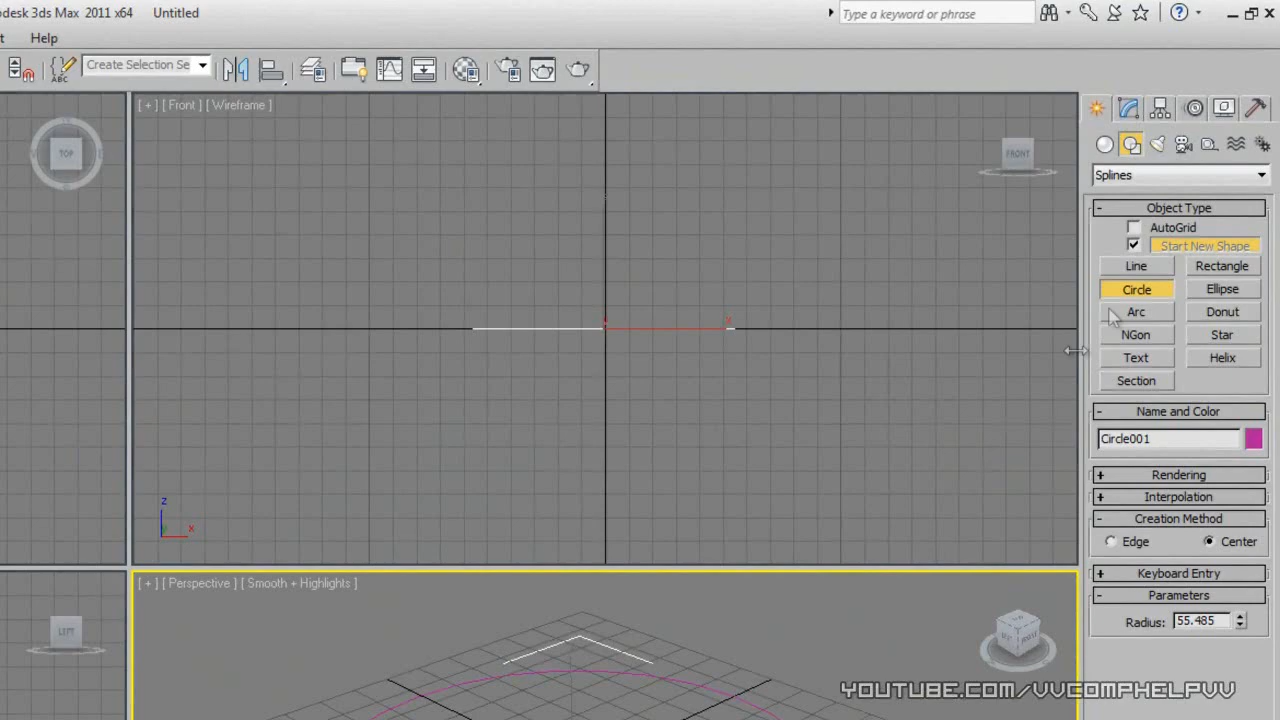 odesk 3ds Max 2011 x64 Untitled
Type a keyword or phrase
t Help
ABC
Create Selection Se
[ + ] [ Front ] [ Wireframe ]
TOP
FRONT
Splines
- Object Type
AutoGrid
Start New Shape
Line Rectangle
Circle Ellipse
x
Arc Donut
NGon Star
Text Helix
Section
- Name and Color
Circle001
+ Rendering
+ Interpolation
z
x
- Creation Method
Edge Center
+ Keyboard Entry
[ + ] [ Perspective ] [ Smooth + Highlights ]
- Parameters
Radius: 55.485
LEFT
YOUTUBE.COM/VVCOMPHELPVV